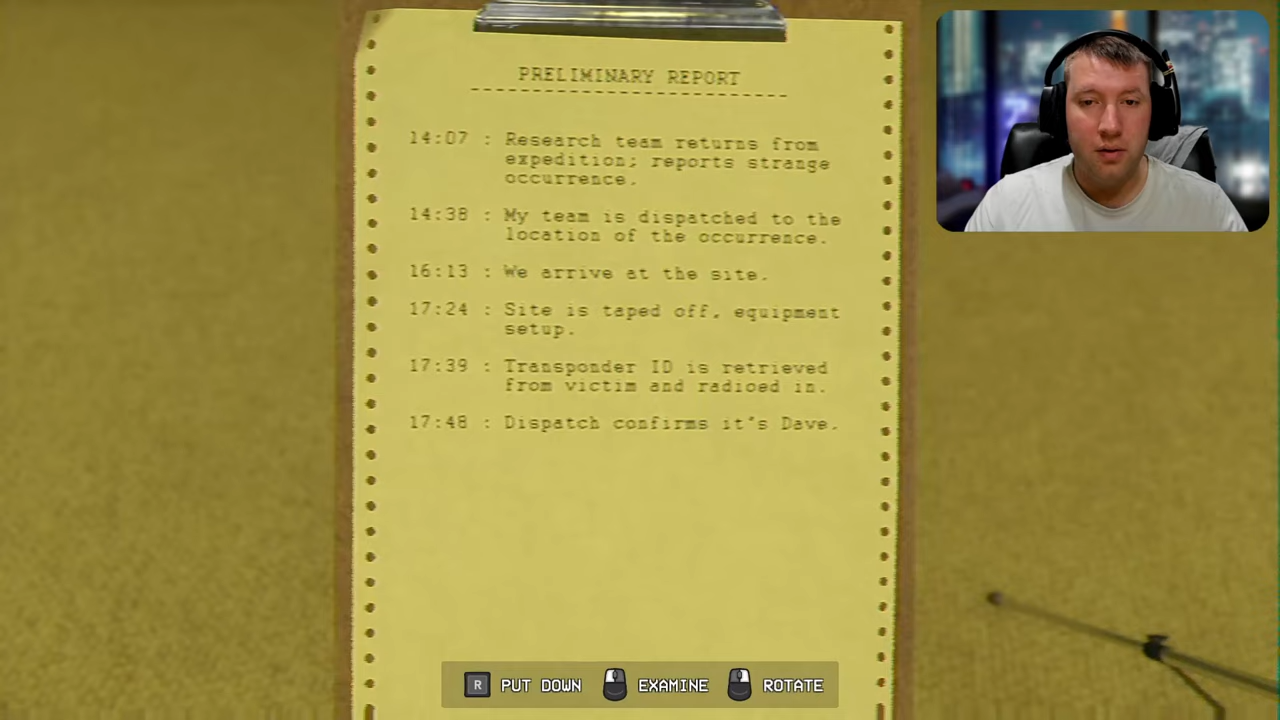 PRELIMINARY REPORT
14:07 : Research team returns from
expedition; reports strange
occurrence.
14:38 : My team is dispatched to the
location of the occurrence.
16:13 : We arrive at the site.
17:24 : Site is taped off, equipment
setup.
17:39 : Transponder ID is retrieved
from victim and radioed in.
17:48 : Dispatch confirms it's Dave.
R PUT DOWN EXAMINE ROTATE